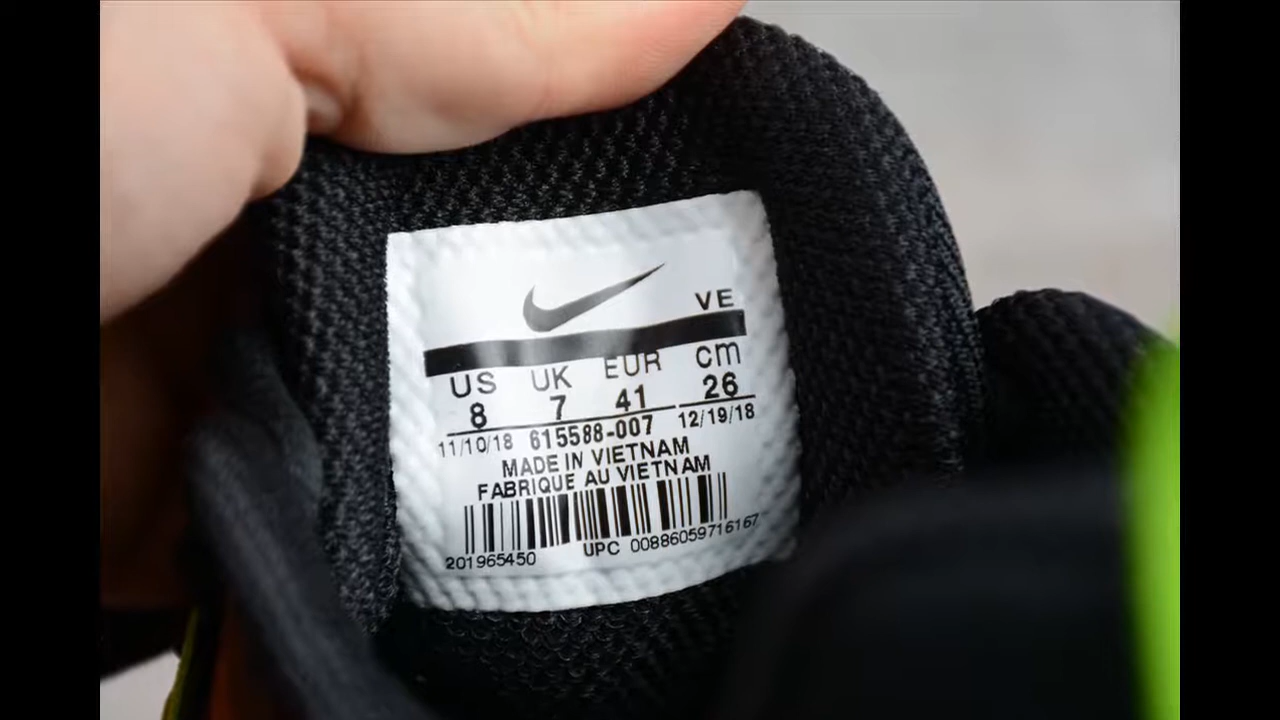 VE
US UK EUR cm
8 7 41 26
11/10/18 615588-007 12/19/18
MADE IN VIETNAM
FABRIQUE AU VIETNAM
201965450 UPC 00886059716167